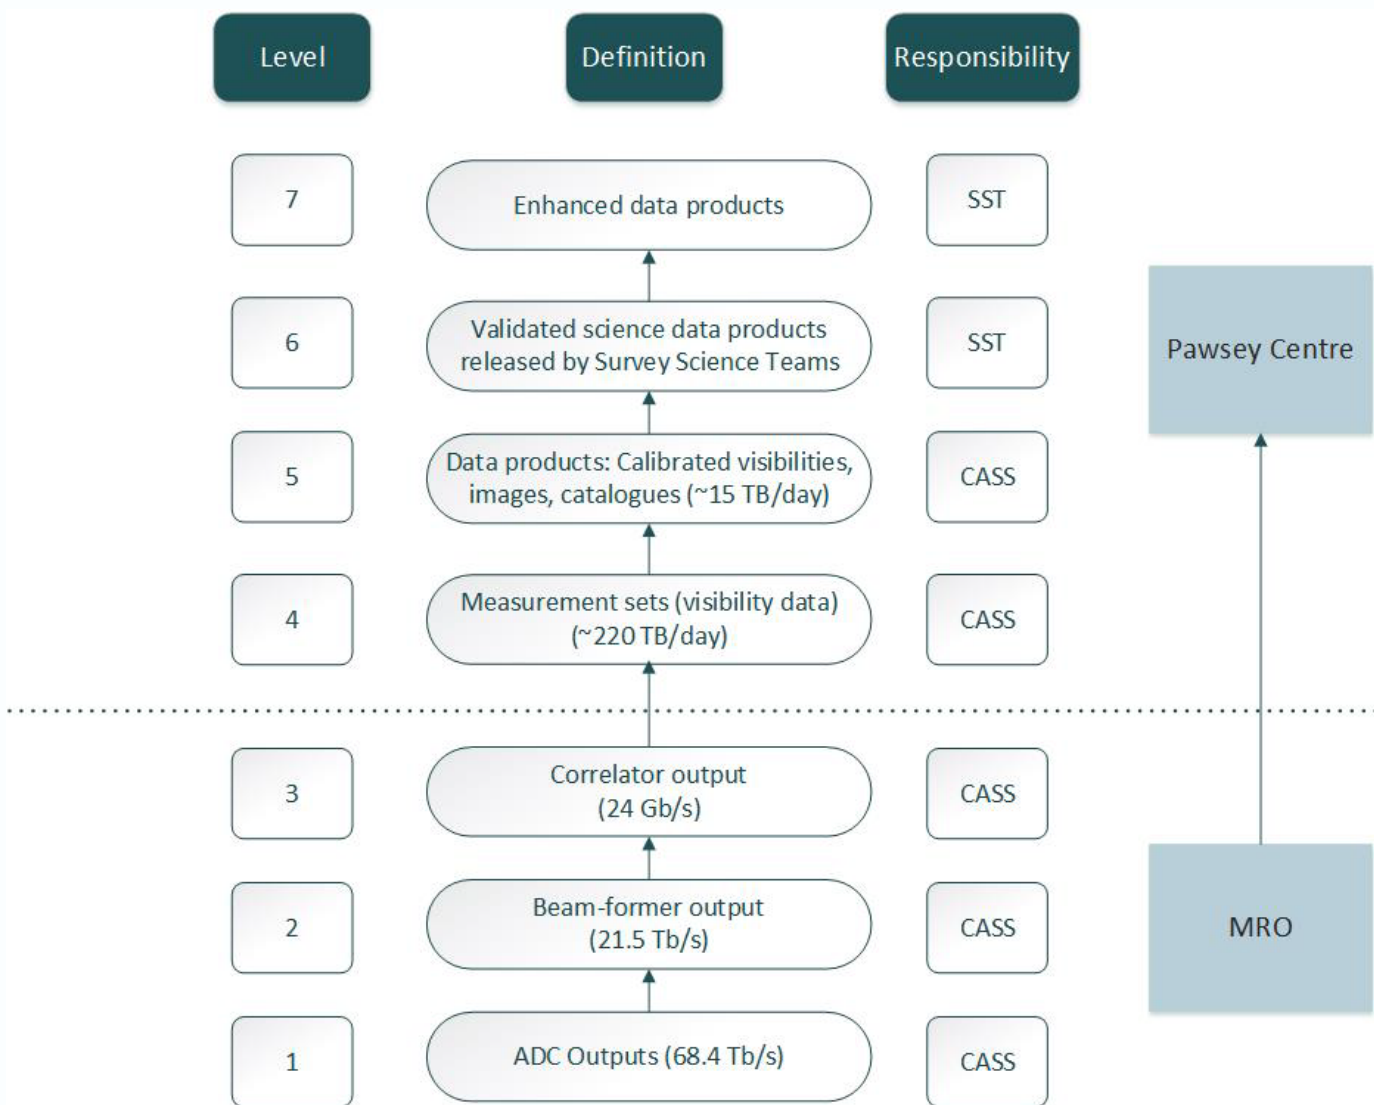 Level
Definition
Responsibility
7
Enhanced data products
SST
6
Validated science data products
released by Survey Science Teams
SST
Pawsey Centre
5
Data products: Calibrated visibilities,
images, catalogues (~15 TB/day)
CASS
4
Measurement sets (visibility data)
(~220 TB/day)
CASS
3
Correlator output
(24 Gb/s)
CASS
2
Beam-former output
(21.5 Tb/s)
CASS
MRO
1
ADC Outputs (68.4 Tb/s)
CASS